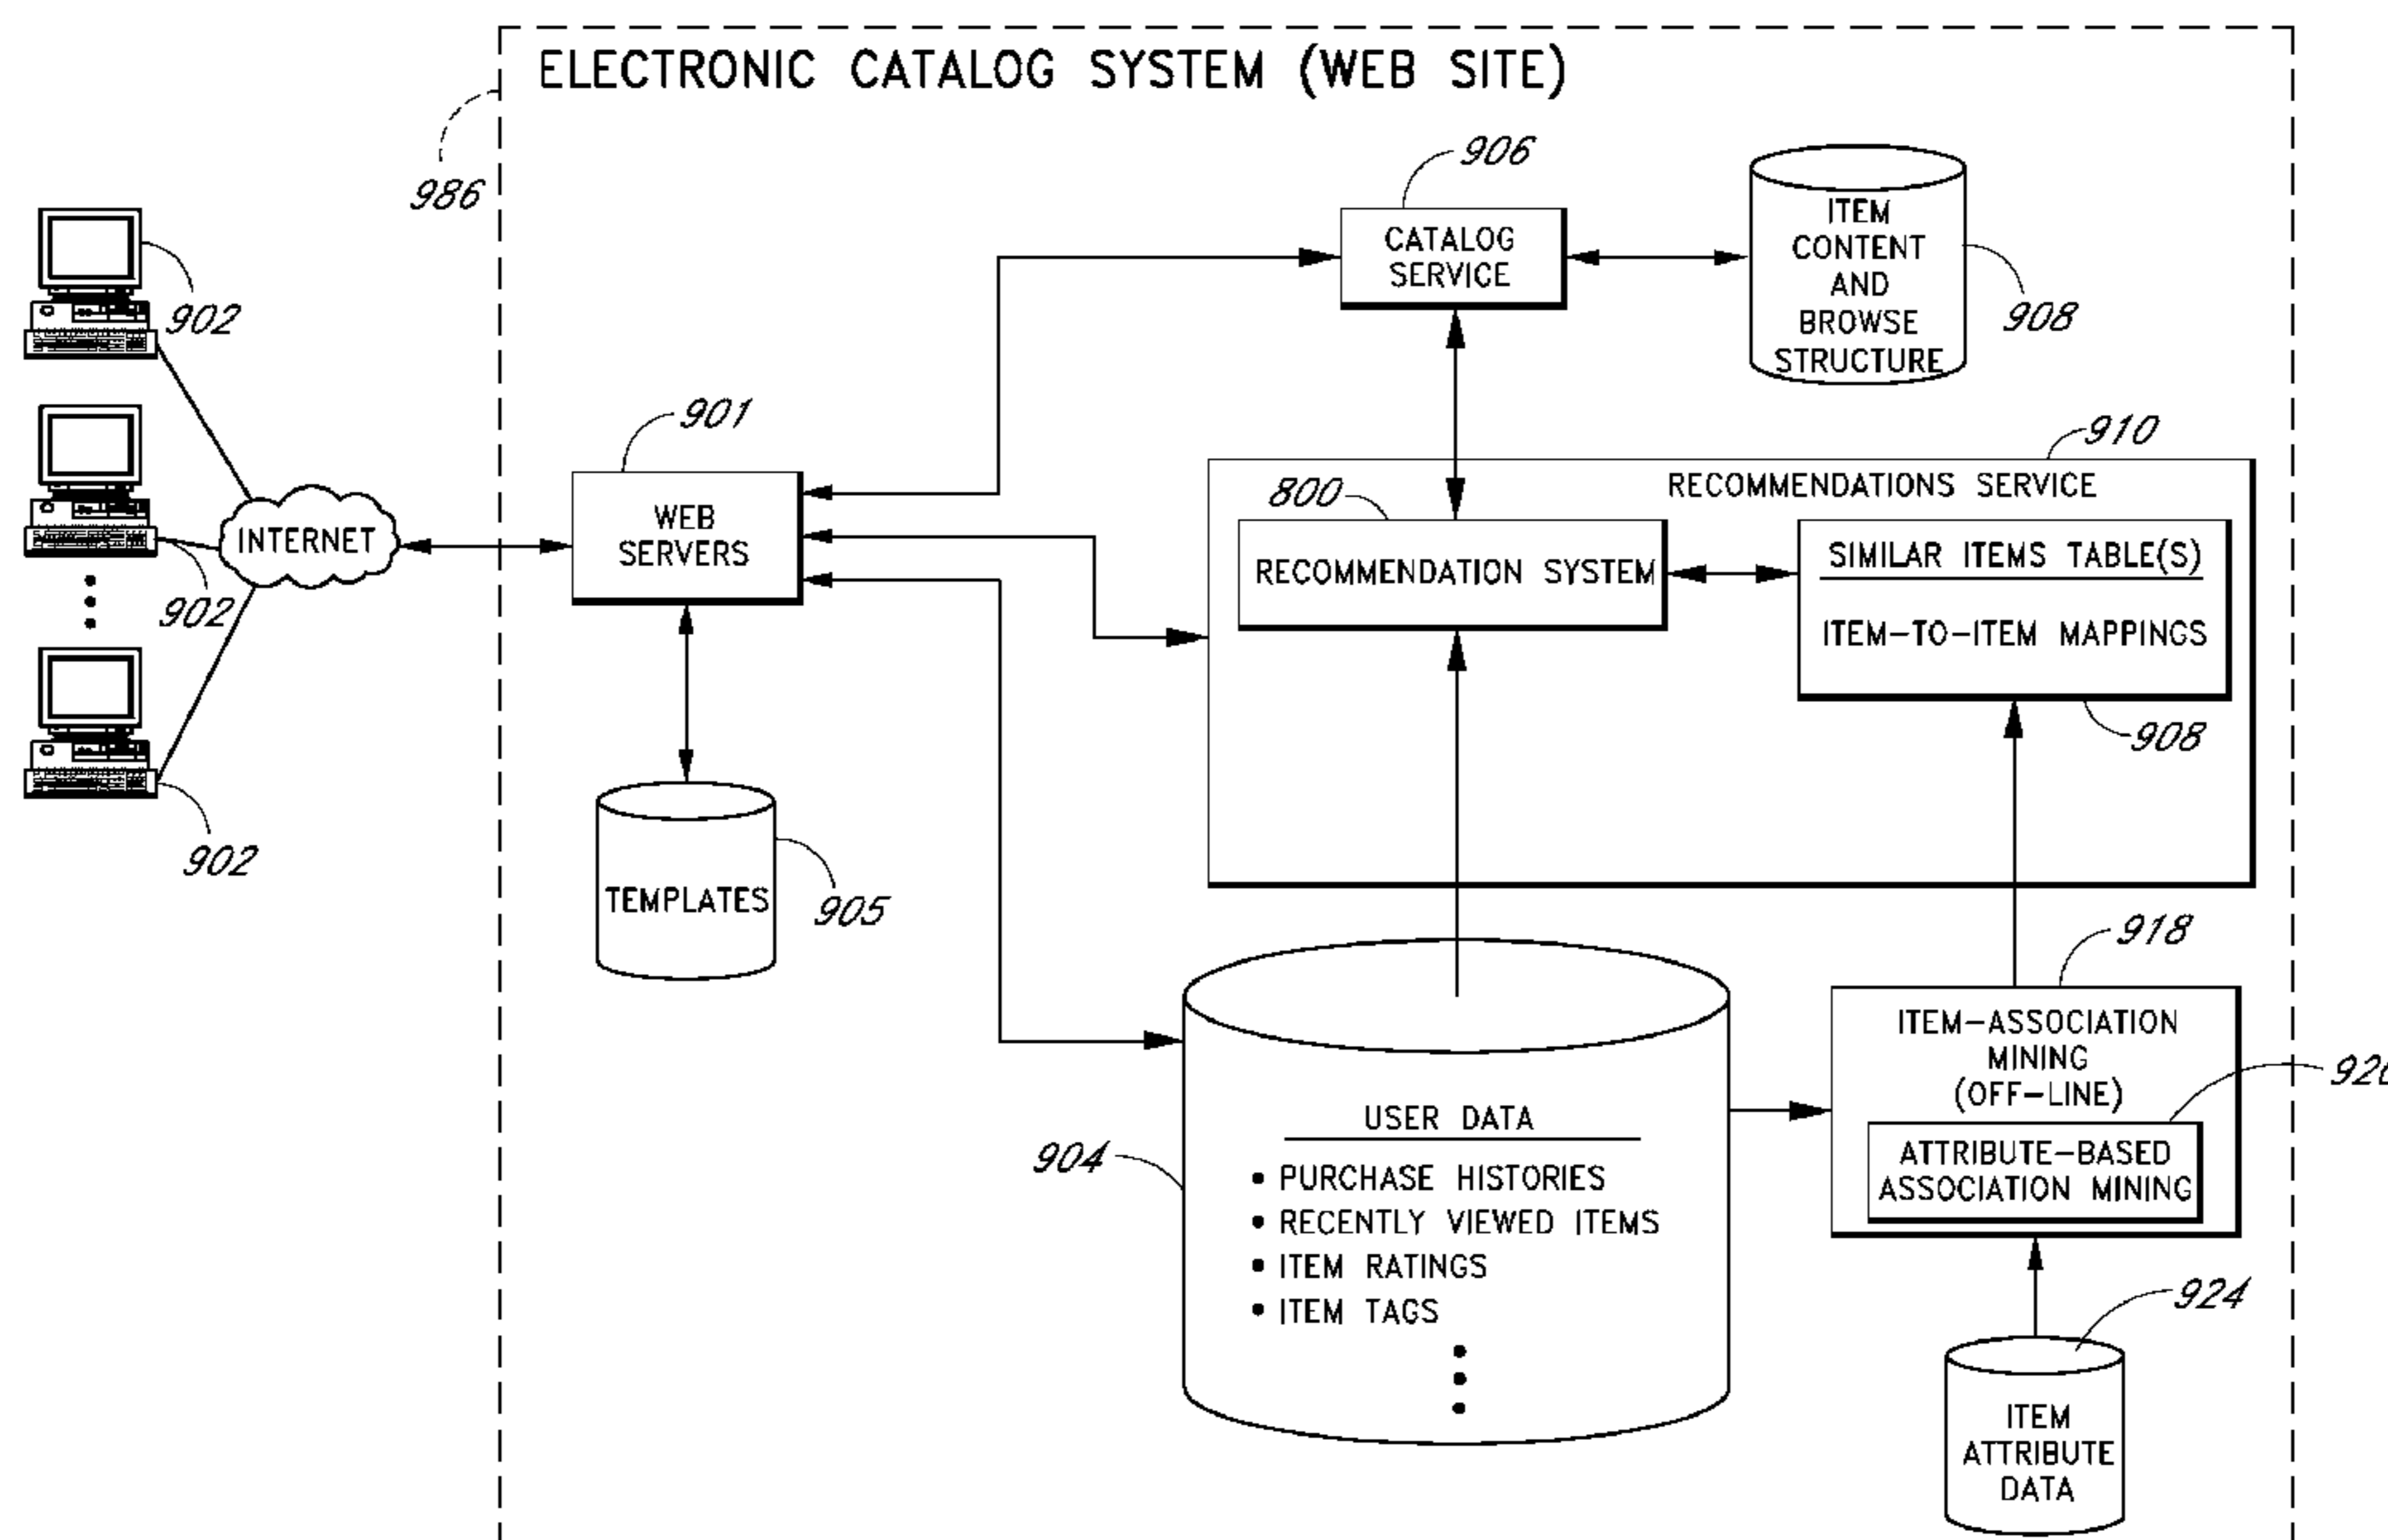 ELECTRONIC CATALOG SYSTEM (WEB SITE)
986
902
902
902
INTERNET
901
WEB
SERVERS
TEMPLATES
905
906
CATALOG
SERVICE
ITEM
CONTENT
AND
BROWSE
STRUCTURE
908
910
RECOMMENDATIONS SERVICE
800
RECOMMENDATION SYSTEM
SIMILAR ITEMS TABLE(S)
ITEM-TO-ITEM MAPPINGS
908
904
USER DATA
• PURCHASE HISTORIES
• RECENTLY VIEWED ITEMS
• ITEM RATINGS
• ITEM TAGS
918
ITEM-ASSOCIATION
MINING
(OFF-LINE)
ATTRIBUTE-BASED
ASSOCIATION MINING
924
ITEM
ATTRIBUTE
DATA